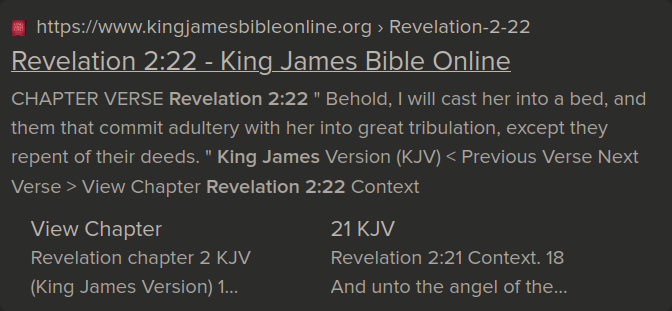 https://www.kingjamesbibleonline.org › Revelation-2-22
Revelation 2:22 - King James Bible Online
CHAPTER VERSE Revelation 2:22 " Behold, I will cast her into a bed, and
them that commit adultery with her into great tribulation, except they
repent of their deeds. " King James Version (KJV) < Previous Verse Next
Verse > View Chapter Revelation 2:22 Context
View Chapter
Revelation chapter 2 KJV
(King James Version) 1...
21 KJV
Revelation 2:21 Context. 18
And unto the angel of the...